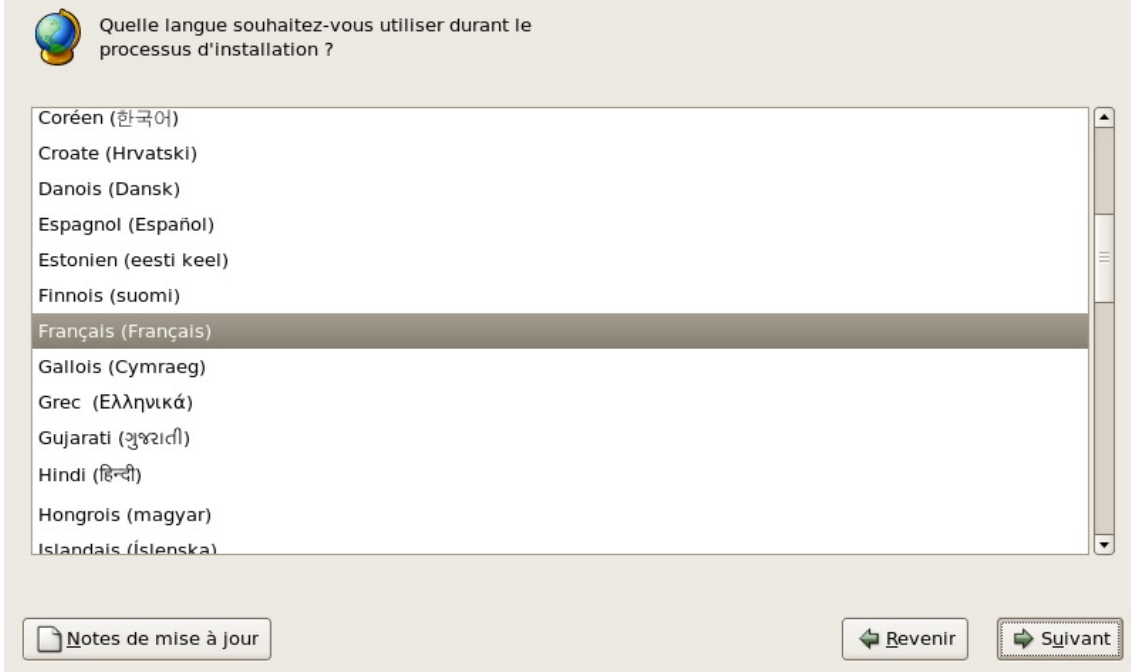 Quelle langue souhaitez-vous utiliser durant le
processus d'installation ?
Coréen (한국어)
Croate (Hrvatski)
Danois (Dansk)
Espagnol (Español)
Estonien (eesti keel)
Finnois (suomi)
Français (Français)
Gallois (Cymraeg)
Grec  (Ελληνικά)
Gujarati (ગુજરાતી)
Hindi (हिन्दी)
Hongrois (magyar)
Islandais (Íslenska)
Notes de mise à jour
Revenir
Suivant